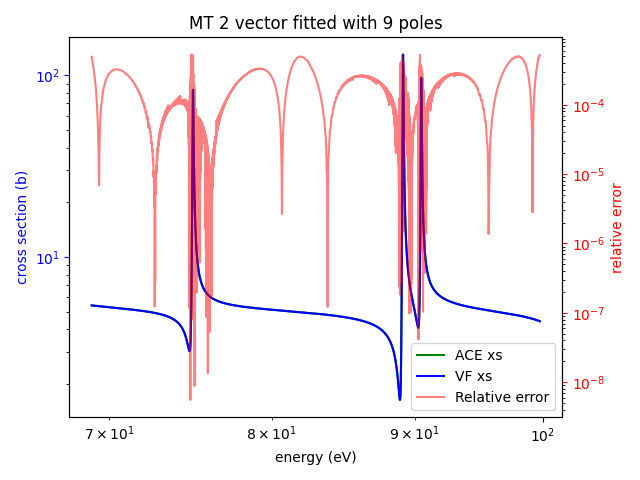 MT 2 vector fitted with 9 poles
cross section (b)
10²
10¹
10⁻⁴
10⁻⁵
10⁻⁶
10⁻⁷
10⁻⁸
relative error
ACE xs
VF xs
Relative error
7 × 10¹ 8 × 10¹ 9 × 10¹ 10²
energy (eV)